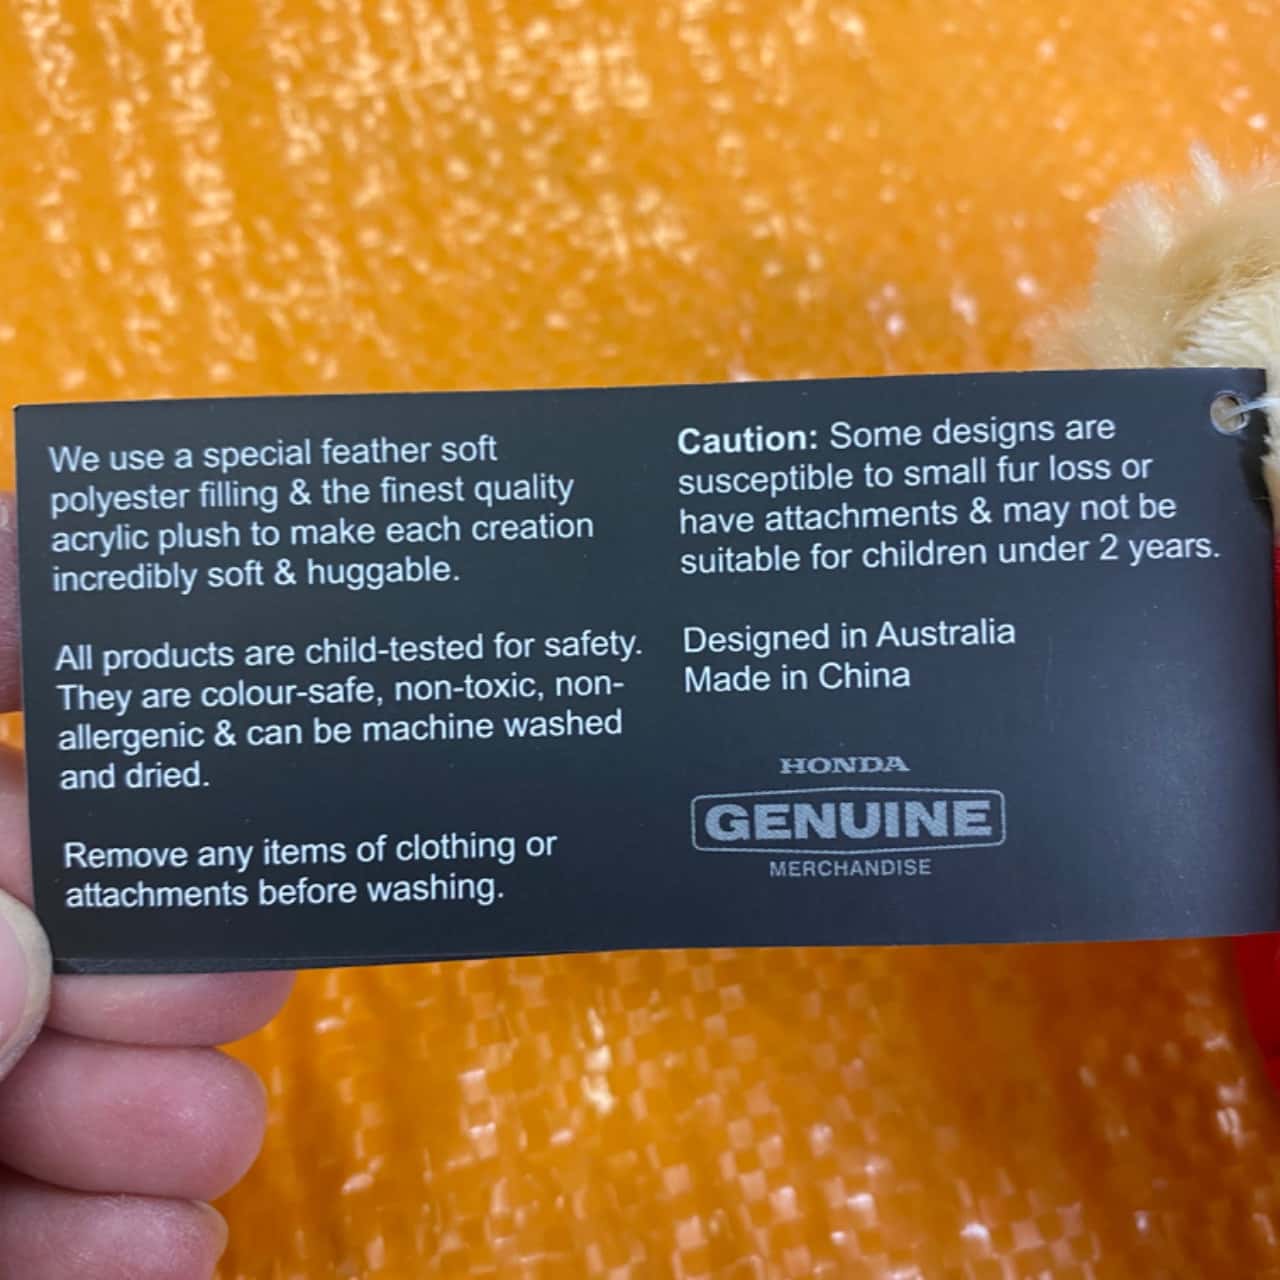 We use a special feather soft
polyester filling & the finest quality
acrylic plush to make each creation
incredibly soft & huggable.
All products are child-tested for safety.
They are colour-safe, non-toxic, non-
allergenic & can be machine washed
and dried.
Remove any items of clothing or
attachments before washing.
Caution: Some designs are
susceptible to small fur loss or
have attachments & may not be
suitable for children under 2 years.
Designed in Australia
Made in China
HONDA
GENUINE
MERCHANDISE